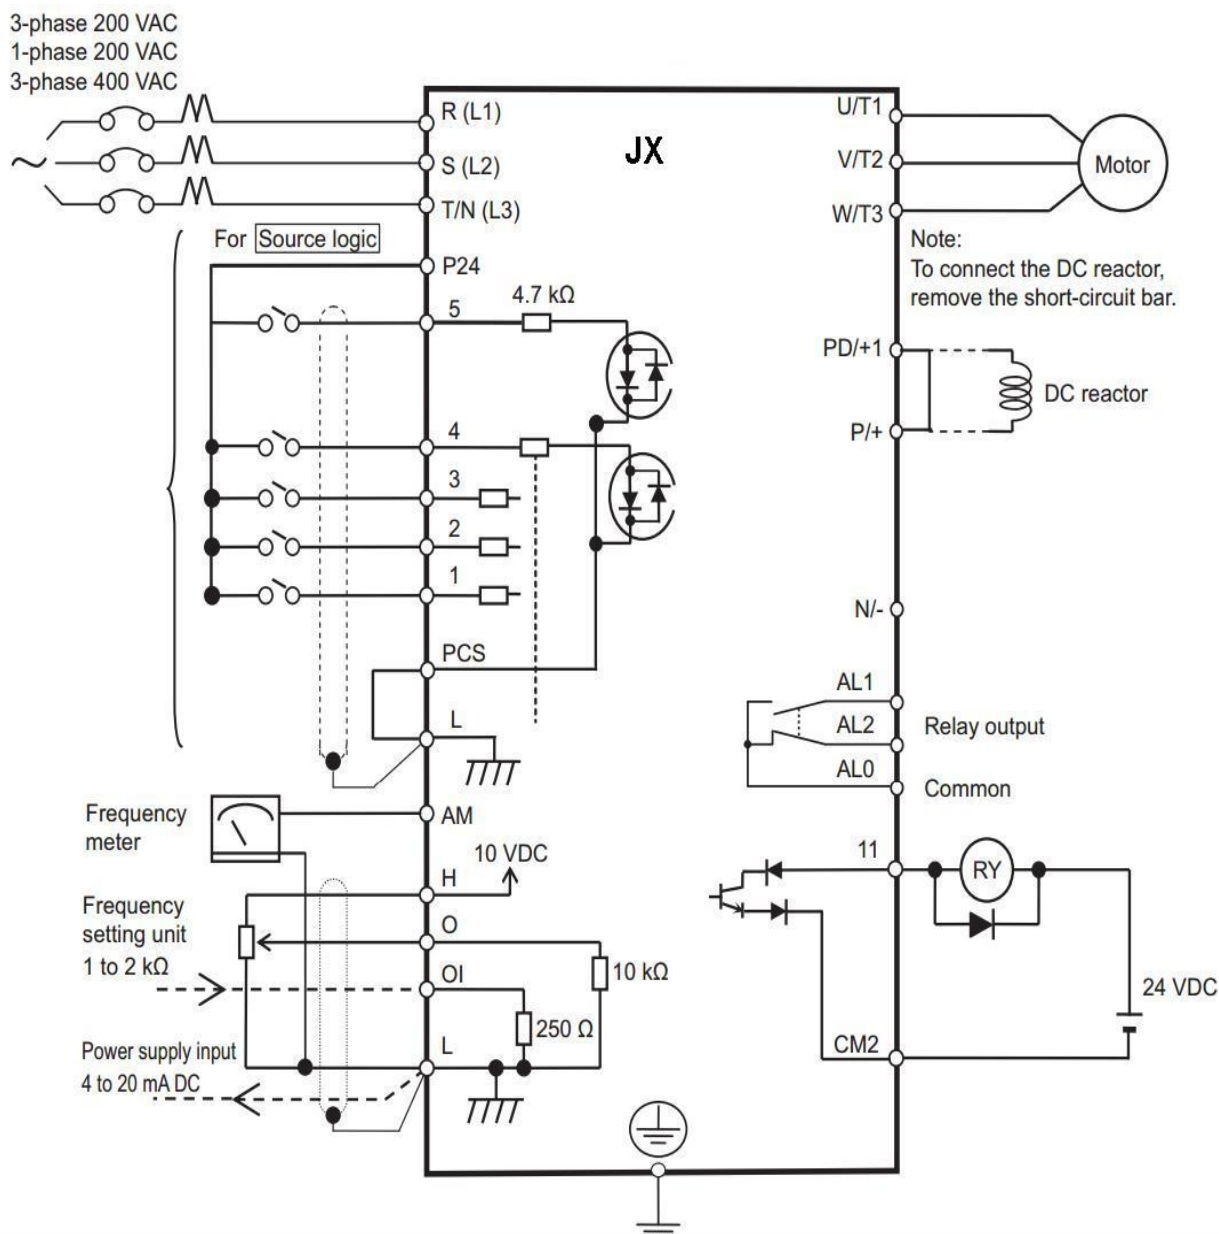 3-phase 200 VAC
1-phase 200 VAC
3-phase 400 VAC
R (L1)
S (L2)
T/N (L3)
JX
U/T1
V/T2
W/T3
Motor
For Source logic
P24
5
4.7 kΩ
4
3
2
1
PCS
L
Note:
To connect the DC reactor,
remove the short-circuit bar.
PD/+1
P/+
DC reactor
N/-
AL1
AL2
AL0
Relay output
Common
Frequency
meter
AM
10 VDC
H
O
OI
L
Frequency
setting unit
1 to 2 kΩ
10 kΩ
250 Ω
Power supply input
4 to 20 mA DC
11
RY
24 VDC
CM2